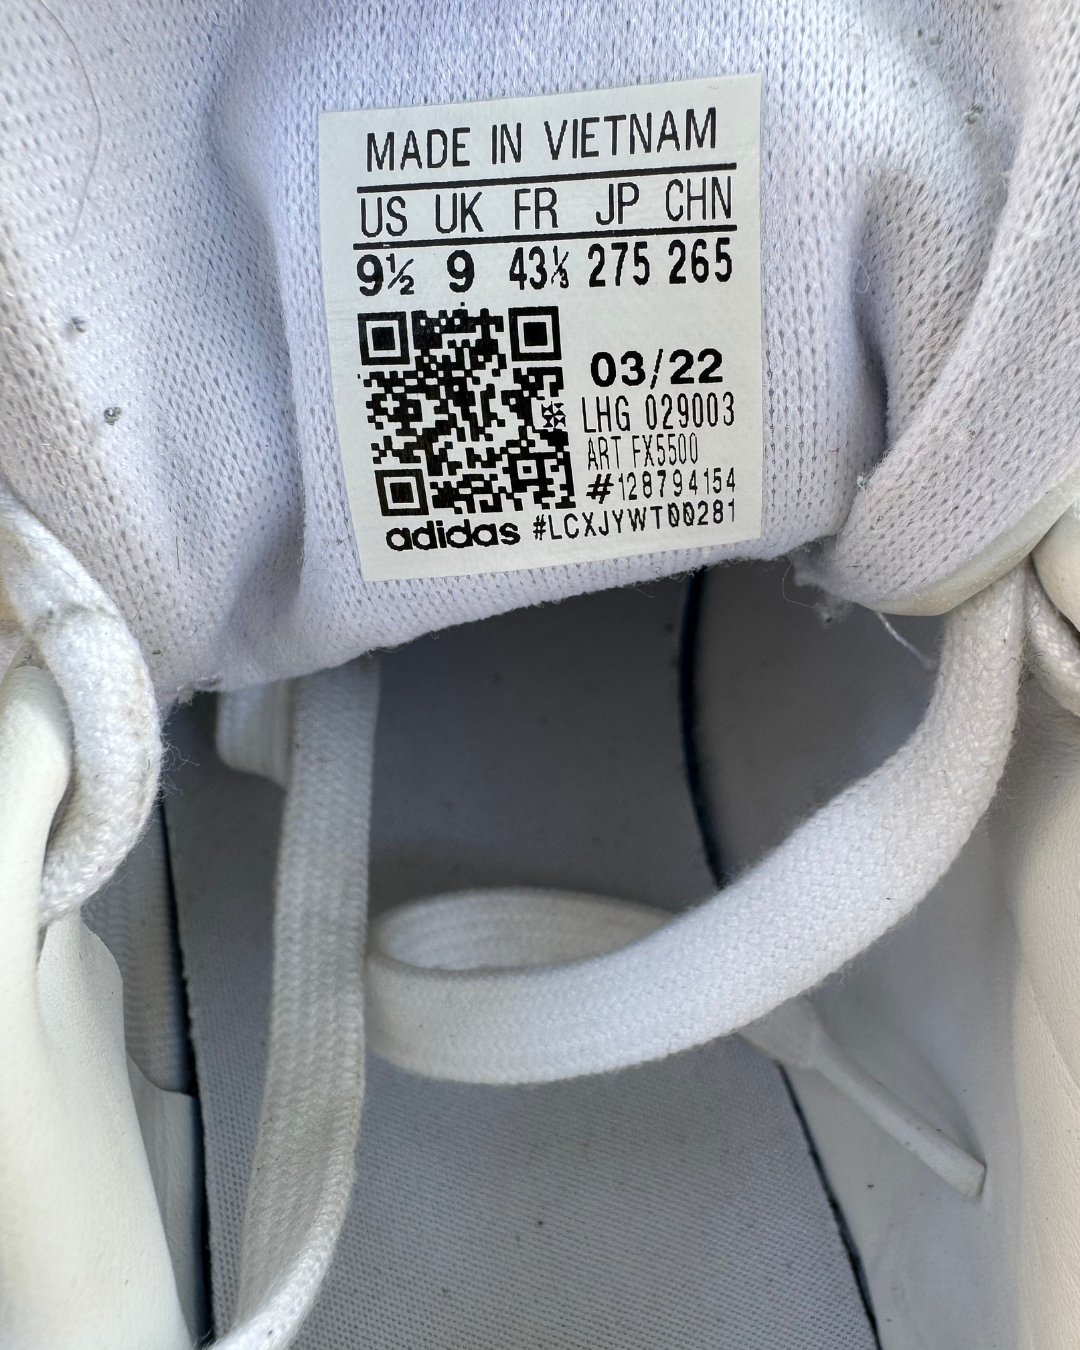 MADE IN VIETNAM
US UK FR JP CHN
9½ 9 43⅓ 275 265
03/22
LHG 029003
ART FX5500
#128794154
adidas #LCXJYWT00281